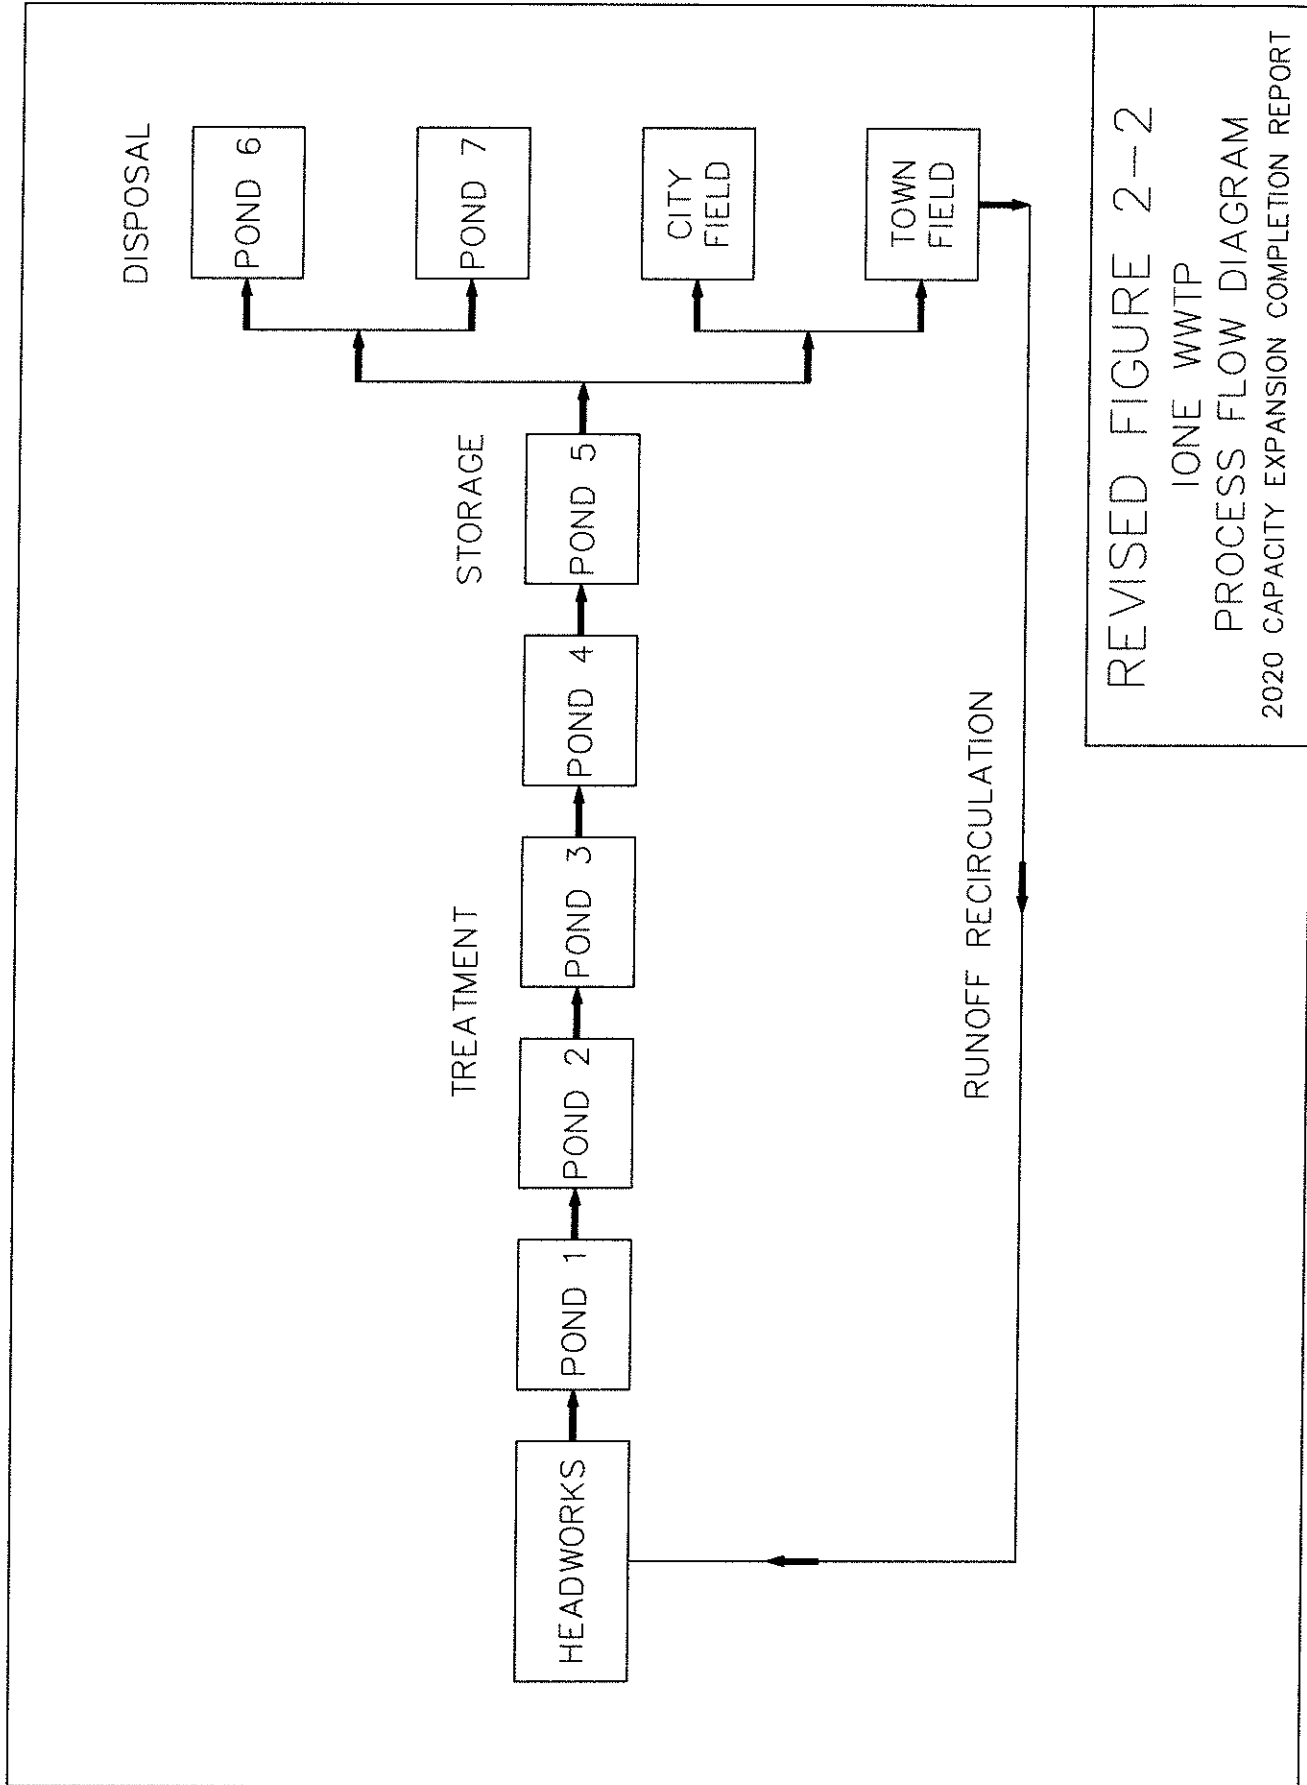 DISPOSAL
POND 6
POND 7
CITY
FIELD
TOWN
FIELD
STORAGE
POND 5
TREATMENT
POND 4
POND 3
POND 2
POND 1
HEADWORKS
RUNOFF RECIRCULATION
REVISED FIGURE 2--2
IONE WWTP
PROCESS FLOW DIAGRAM
2020 CAPACITY EXPANSION COMPLETION REPORT